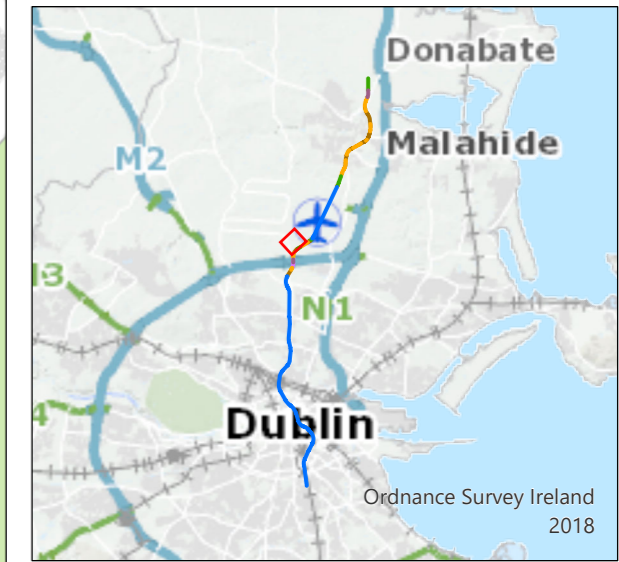 Donabate
Malahide
M2
N1
Dublin
Ordnance Survey Ireland
2018